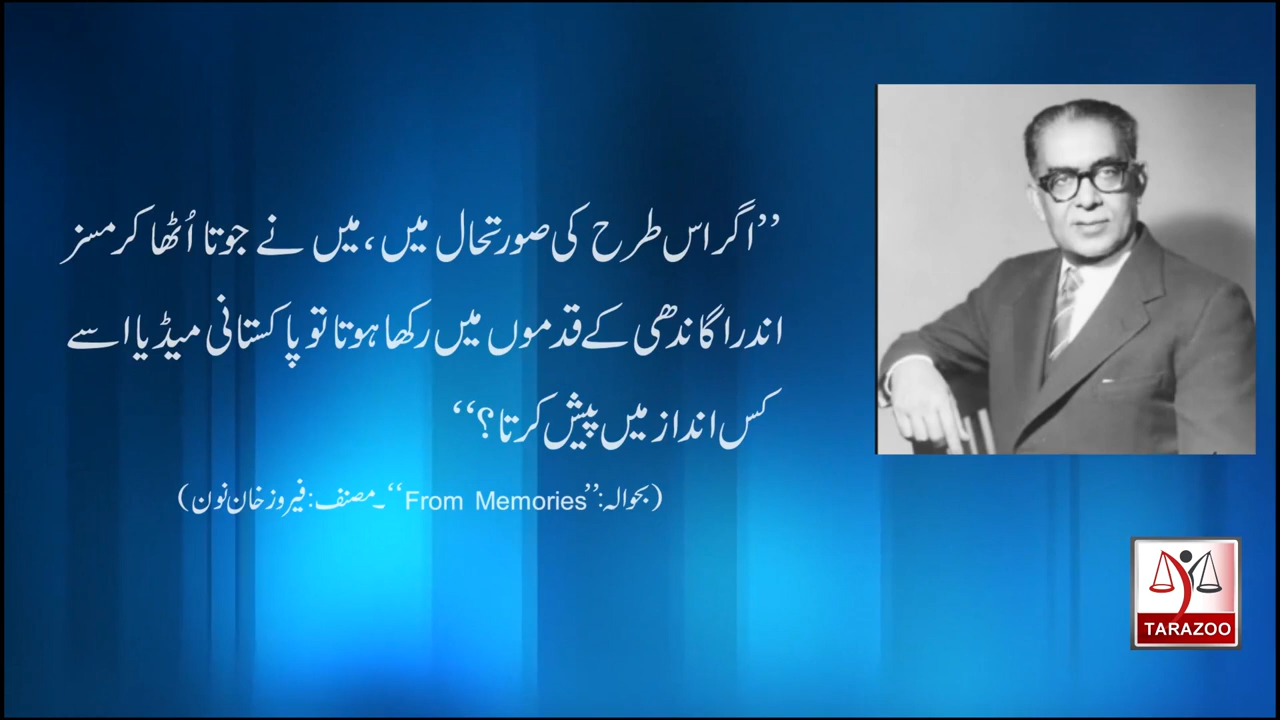 ”اگر اس طرح کی صورتحال میں، میں نے جوتا اُٹھا کر مسز
اندرا گاندھی کے قدموں میں رکھا ہوتا تو پاکستانی میڈیا اسے
کس انداز میں پیش کرتا؟“
(بحوالہ: ”From Memories“۔ مصنف: فیروز خان نون)
TARAZOO